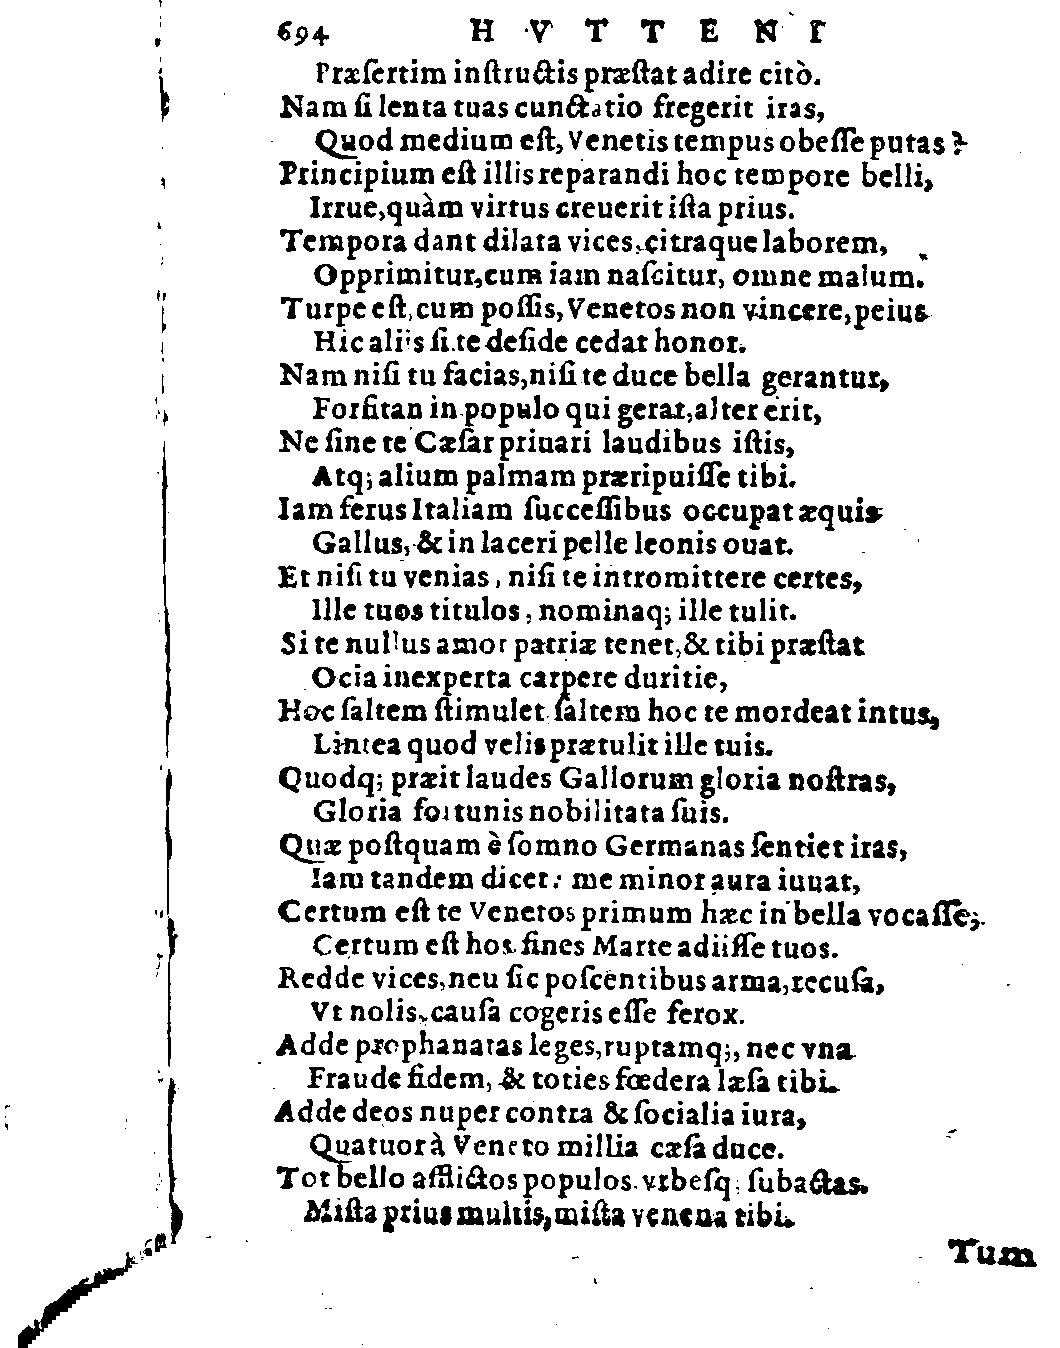 694 HVTTENI
Præſertim inſtructis præſtat adire citò.
Nam ſi lenta tuas cunctatio fregerit iras,
Quod medium eſt, Venetis tempus obeſſe putas?
Principium eſt illis reparandi hoc tempore belli,
Irrue, quàm virtus creuerit iſta prius.
Tempora dant dilata vices, citraque laborem,
Opprimitur, cum iam naſcitur, omne malum.
Turpe eſt, cum poſſis, Venetos non vincere, peius
Hic aliis ſi te deſide cedat honor.
Nam niſi tu facias, niſi te duce bella gerantur,
Forſitan in populo qui gerat, alter erit,
Ne ſine te Cæſar priuari laudibus iſtis,
Atq; alium palmam præripuiſſe tibi.
Iam ferus Italiam ſucceſſibus occupat æquis
Gallus, & in laceri pelle leonis ouat.
Et niſi tu venias, niſi te intromittere certes,
Ille tuos titulos, nominaq; ille tulit.
Si te nullus amor patriæ tenet, & tibi præſtat
Ocia inexperta carpere duritie,
Hoc ſaltem ſtimulet ſaltem hoc te mordeat intus,
Lintea quod velis prætulit ille tuis.
Quodq; præit laudes Gallorum gloria noſtras,
Gloria fortunis nobilitata ſuis.
Quæ poſtquam è ſomno Germanas ſentiet iras,
Iam tandem dicet: me minor aura iuuat,
Certum eſt te Venetos primum hæc in bella vocaſſe;
Certum eſt hos fines Marte adiiſſe tuos.
Redde vices, neu ſic poſcentibus arma, recuſa,
Vt nolis, cauſa cogeris eſſe ferox.
Adde prophanatas leges, ruptamq;, nec vna
Fraude fidem, & toties fœdera læſa tibi.
Adde deos nuper contra & ſocialia iura,
Quatuor à Veneto millia cæſa duce.
Tot bello afflictos populos. vrbeſq; ſubactas.
Miſta prius multis, miſta venena tibi.
Tum